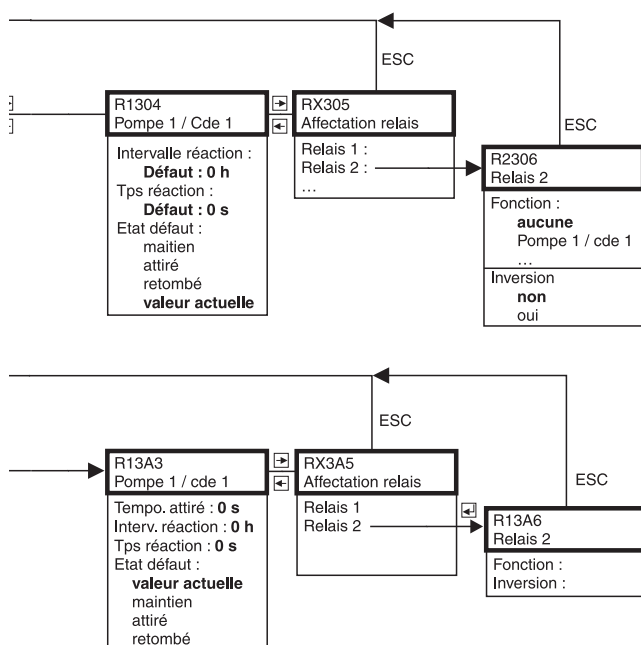 ESC
ESC
R1304
Pompe 1 / Cde 1
Intervalle réaction :
Défaut : 0 h
Tps réaction :
Défaut : 0 s
Etat défaut :
maitien
attiré
retombé
valeur actuelle
RX305
Affectation relais
Relais 1 :
Relais 2 :
...
R2306
Relais 2
Fonction :
aucune
Pompe 1 / cde 1
...
Inversion
non
oui
ESC
ESC
R13A3
Pompe 1 / cde 1
Tempo. attiré : 0 s
Interv. réaction : 0 h
Tps réaction : 0 s
Etat défaut :
valeur actuelle
maintien
attiré
retombé
RX3A5
Affectation relais
Relais 1
Relais 2
R13A6
Relais 2
Fonction :
Inversion :